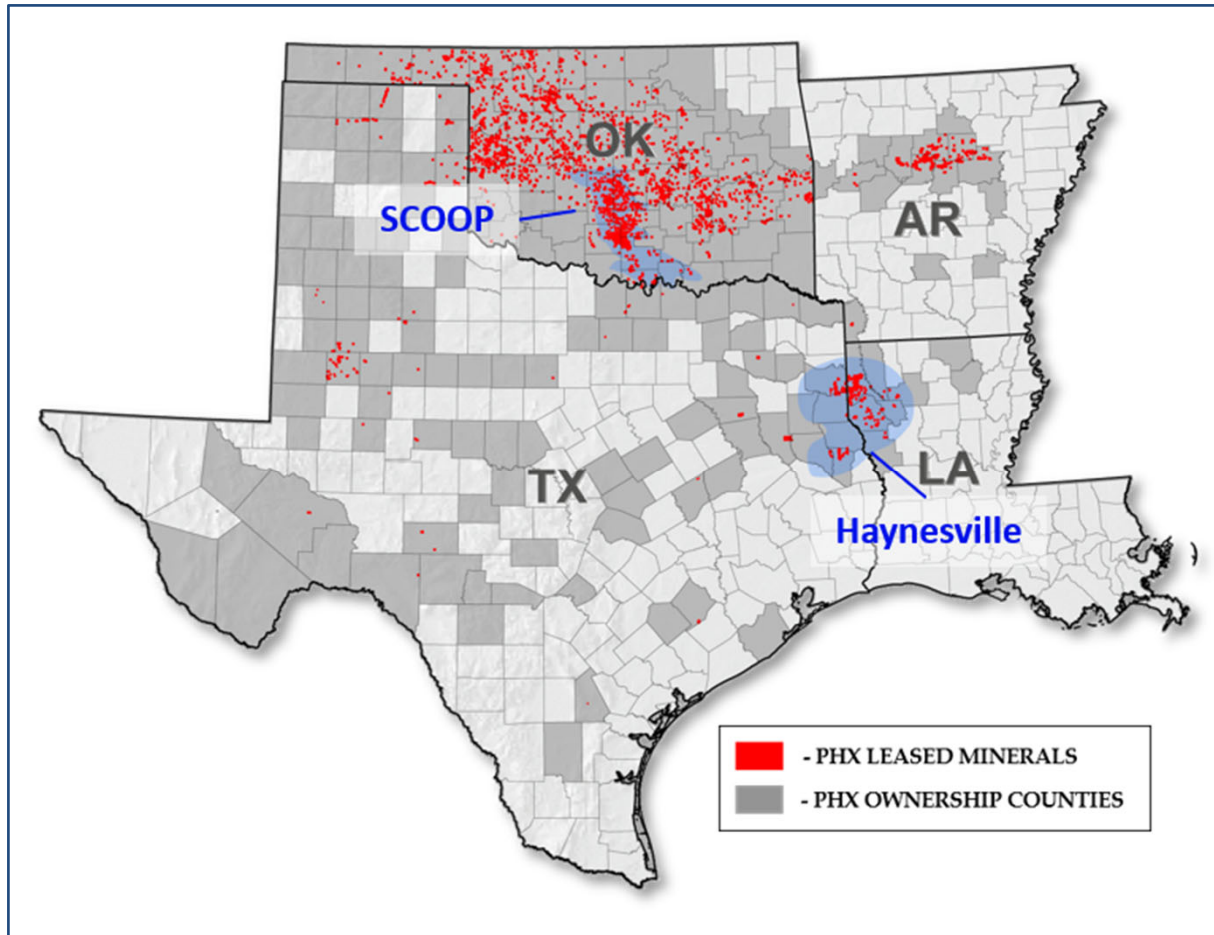 OK
SCOOP
AR
TX
LA
Haynesville
- PHX LEASED MINERALS
- PHX OWNERSHIP COUNTIES